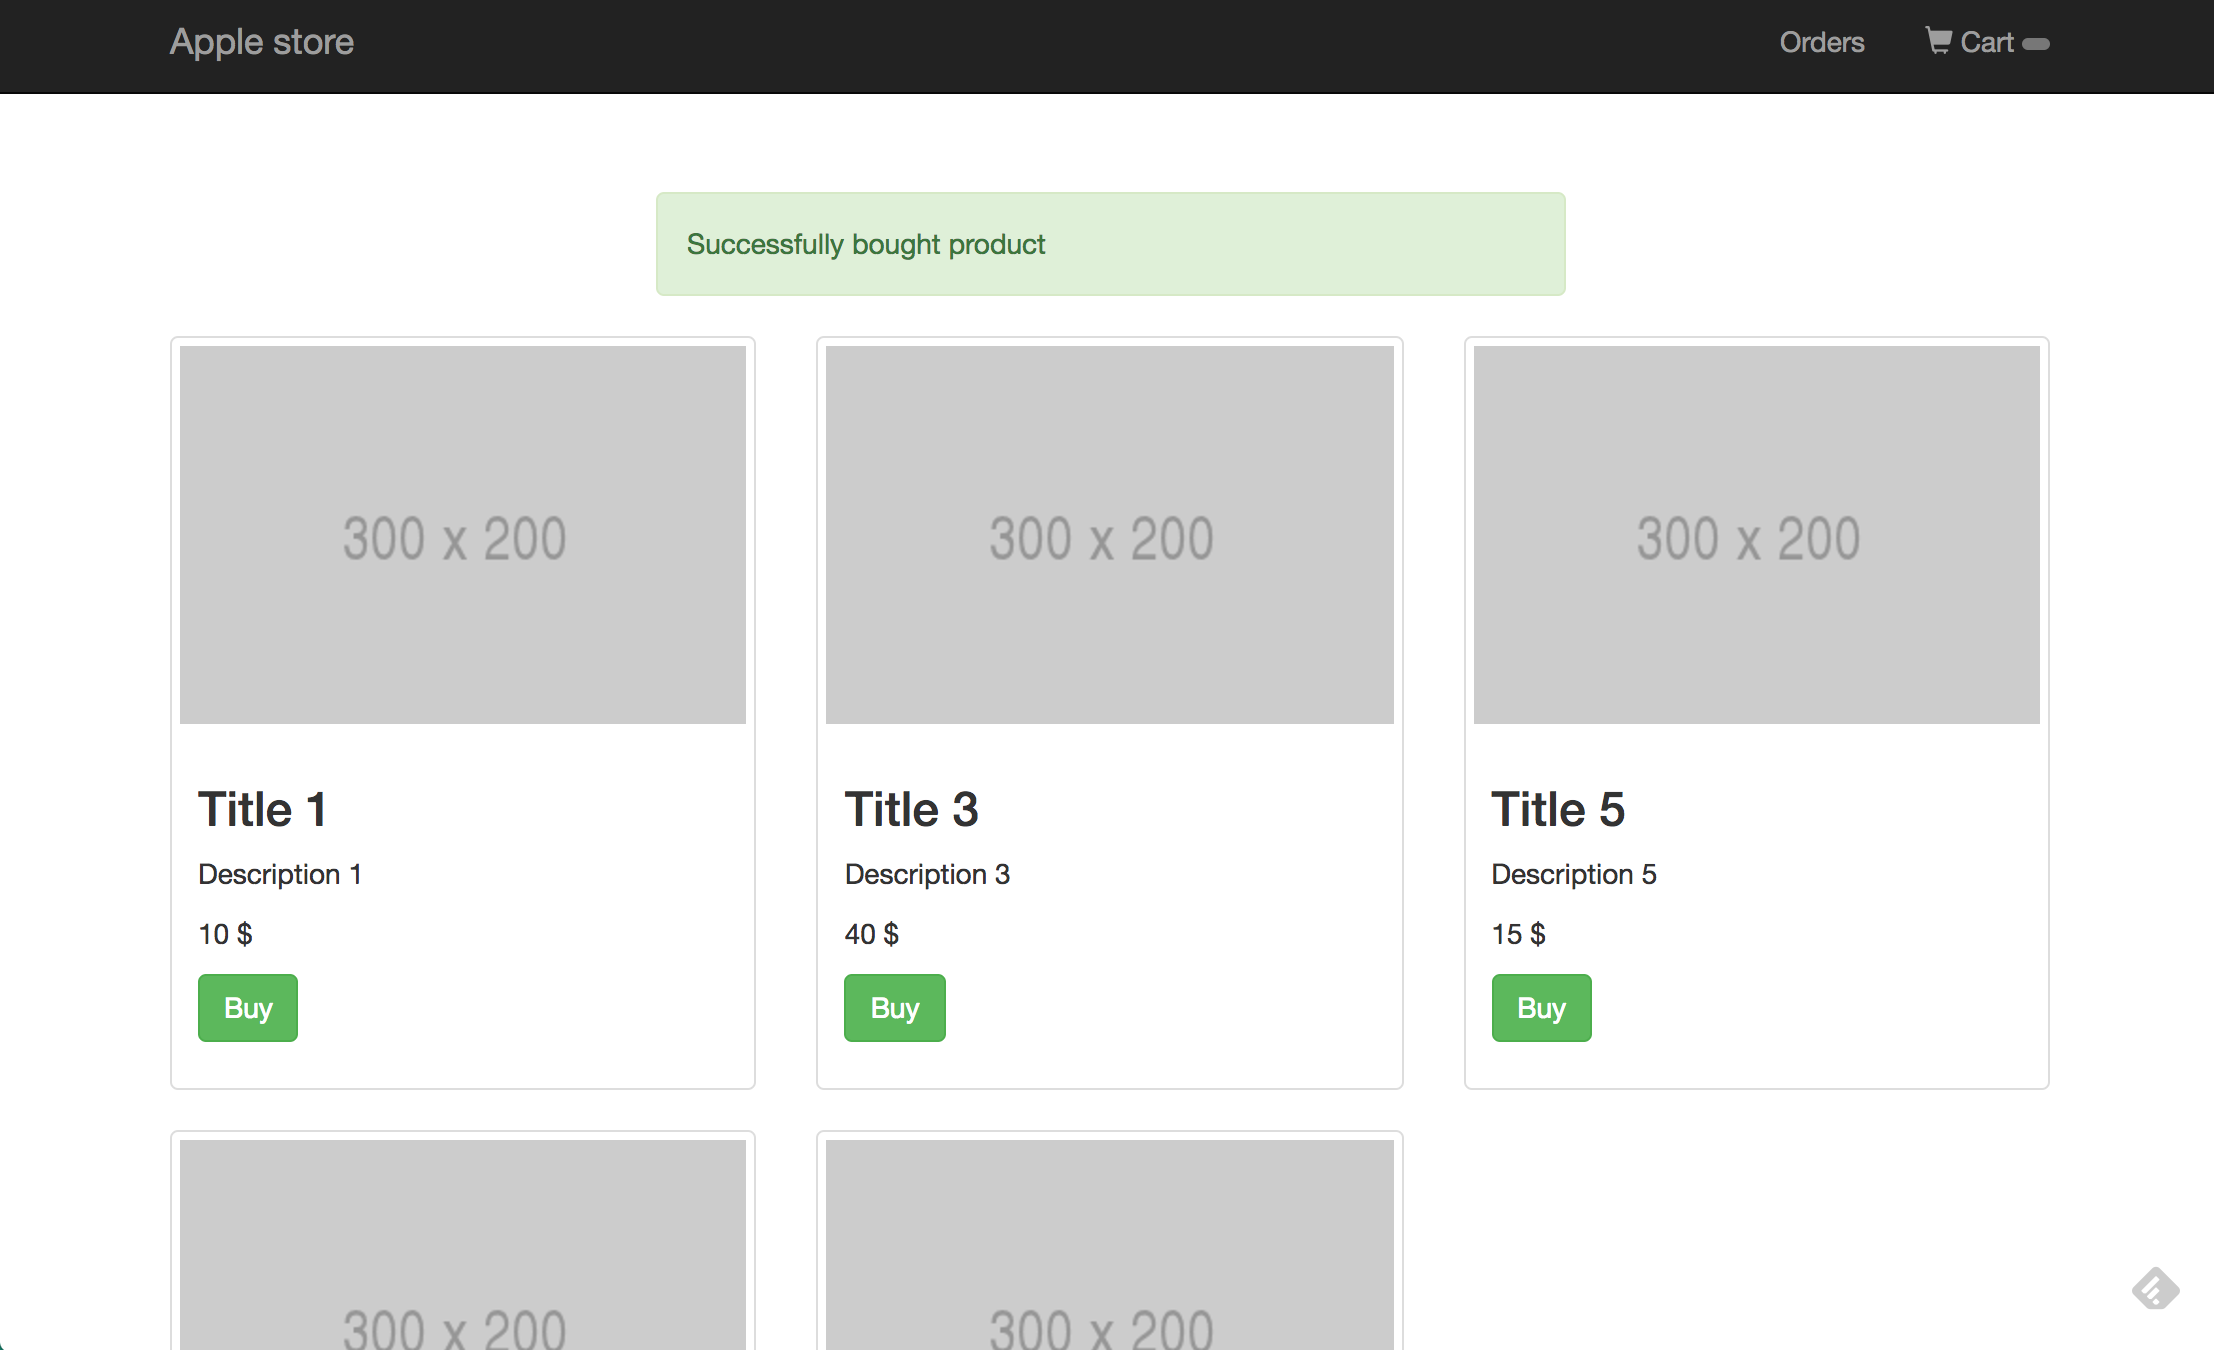 Apple store
Orders
Cart
Successfully bought product
300 x 200
300 x 200
300 x 200
Title 1
Description 1
10 $
Buy
Title 3
Description 3
40 $
Buy
Title 5
Description 5
15 $
Buy
300 x 200
300 x 200